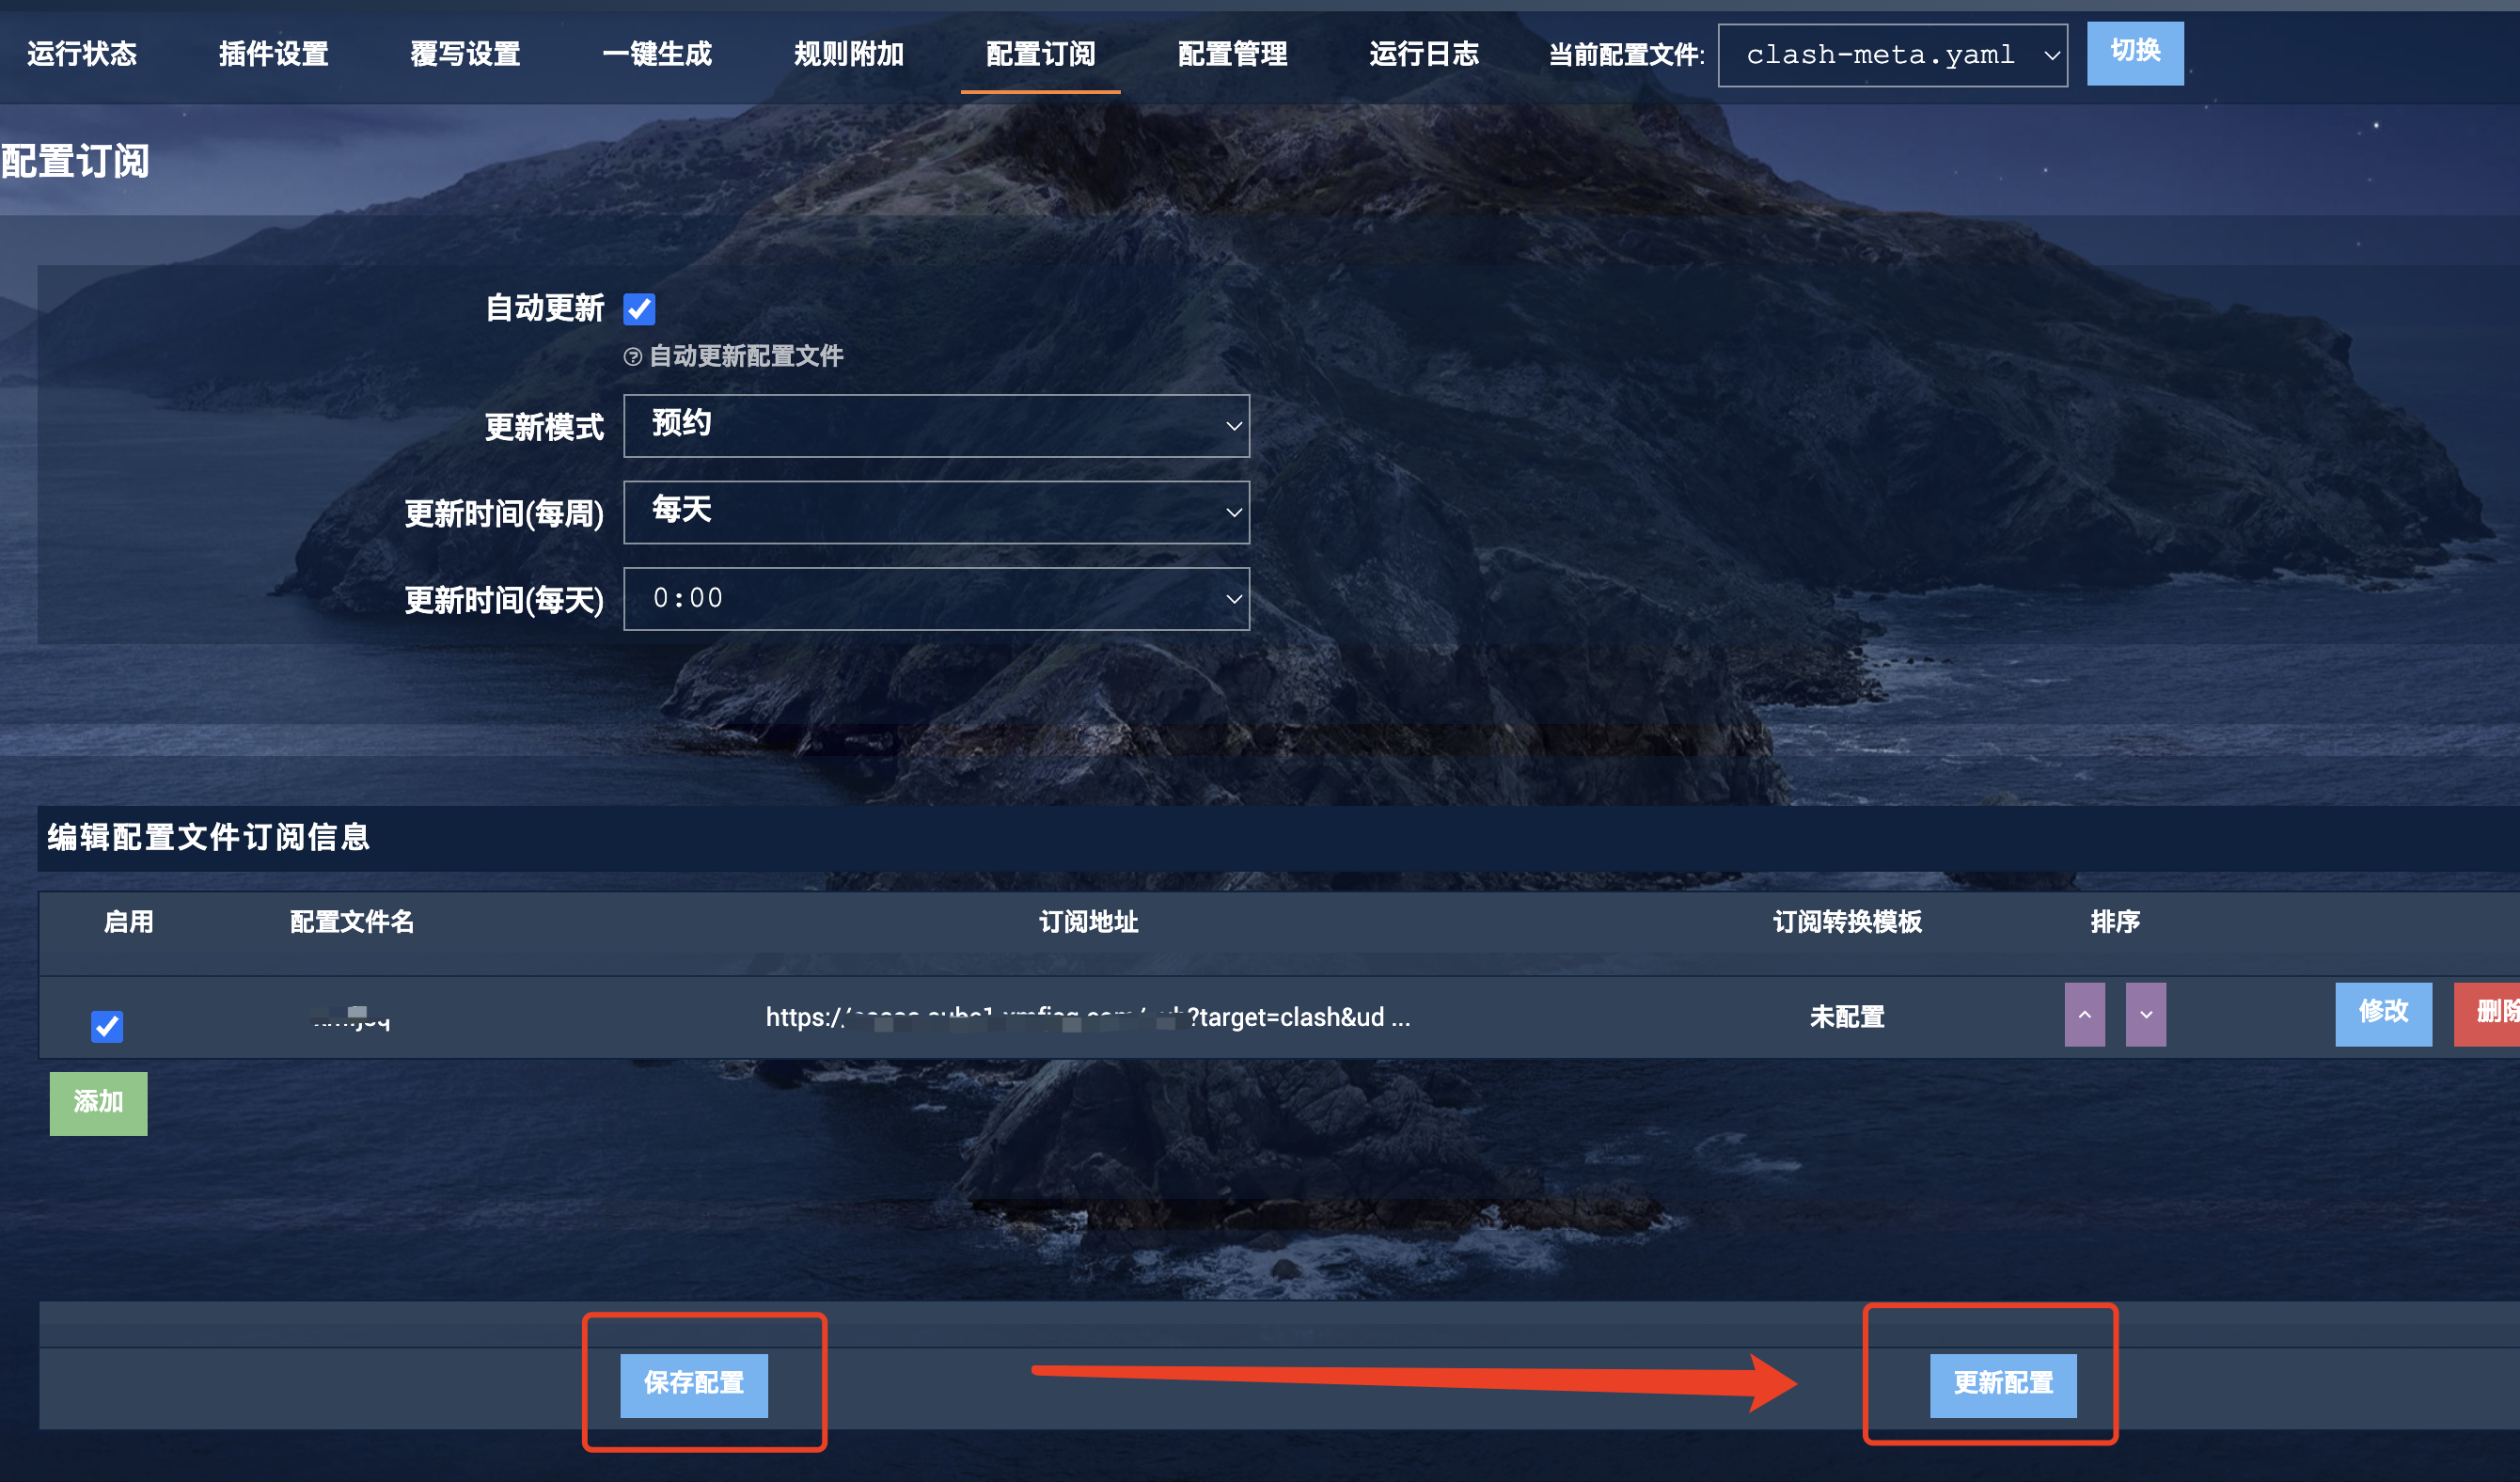 运行状态 插件设置 覆写设置 一键生成 规则附加 配置订阅 配置管理 运行日志 当前配置文件: clash-meta.yaml 切换
配置订阅
自动更新
自动更新配置文件
更新模式 预约
更新时间(每周) 每天
更新时间(每天) 0:00
编辑配置文件订阅信息
启用 配置文件名 订阅地址 订阅转换模板 排序
https:/ ?target=clash&ud ... 未配置 修改 删除
添加
保存配置 更新配置